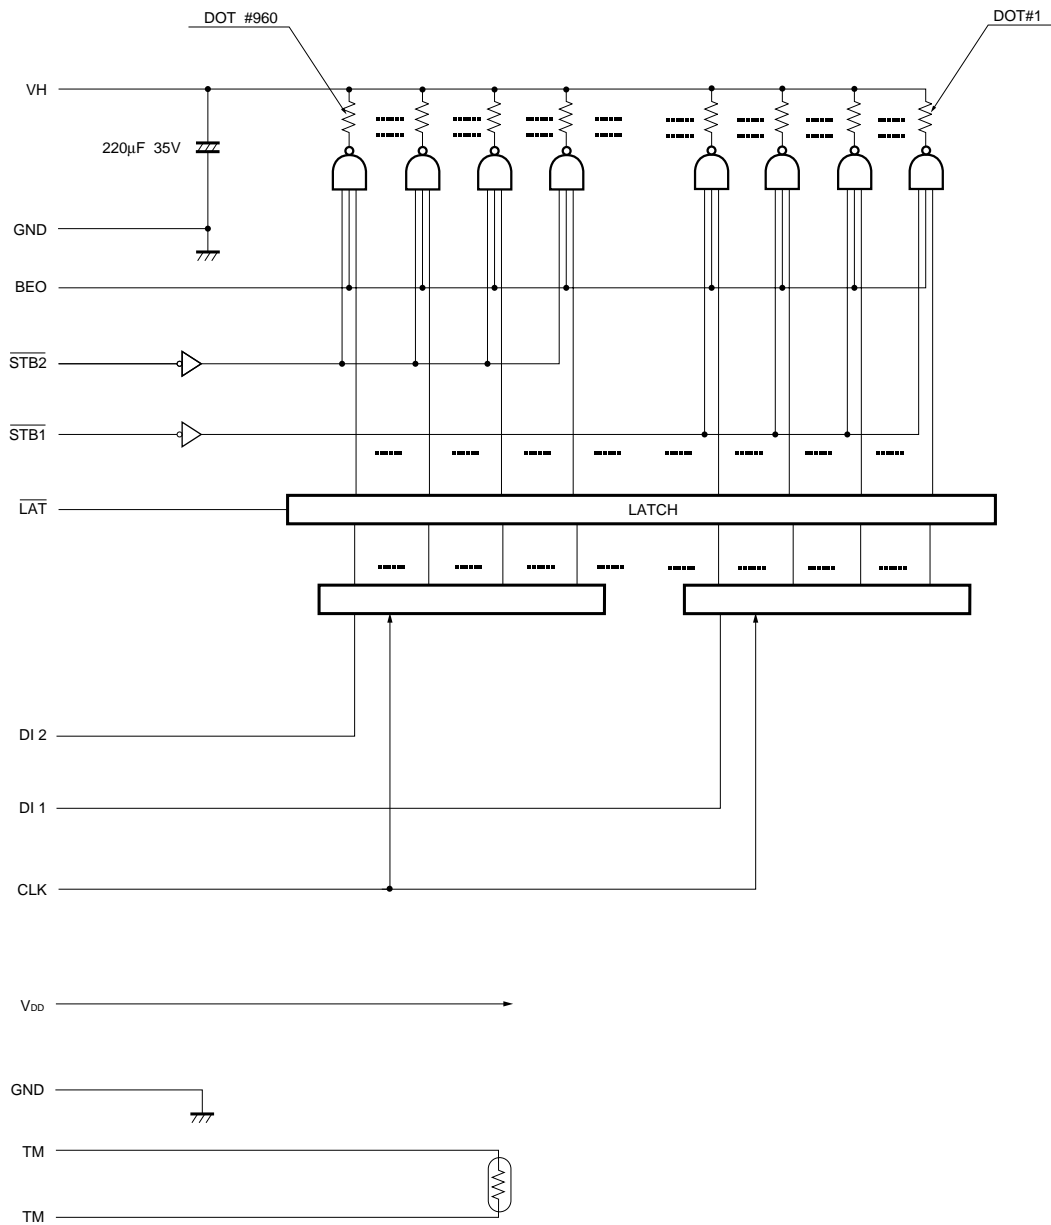 DOT #960
DOT#1
VH
220µF 35V
GND
BEO
STB2
STB1
LAT
LATCH
DI 2
DI 1
CLK
VDD
GND
TM
TM